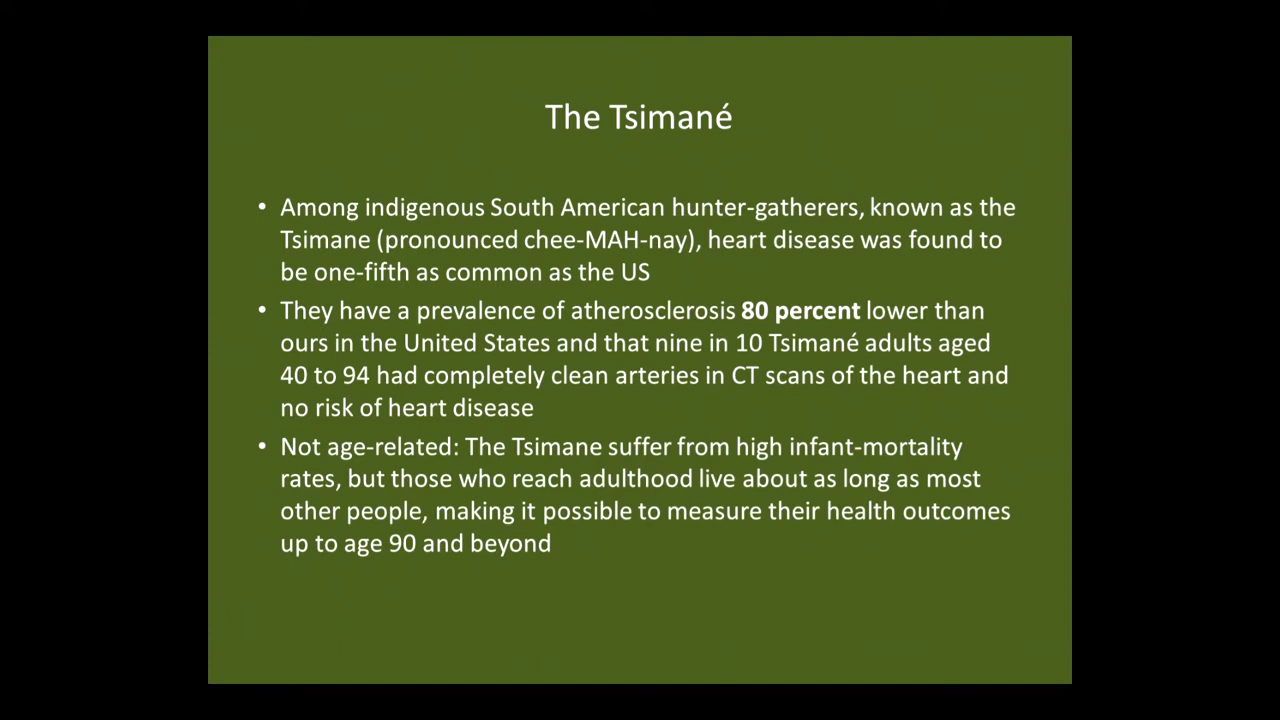 The Tsimané
• Among indigenous South American hunter-gatherers, known as the
Tsimane (pronounced chee-MAH-nay), heart disease was found to
be one-fifth as common as the US
• They have a prevalence of atherosclerosis 80 percent lower than
ours in the United States and that nine in 10 Tsimané adults aged
40 to 94 had completely clean arteries in CT scans of the heart and
no risk of heart disease
• Not age-related: The Tsimane suffer from high infant-mortality
rates, but those who reach adulthood live about as long as most
other people, making it possible to measure their health outcomes
up to age 90 and beyond